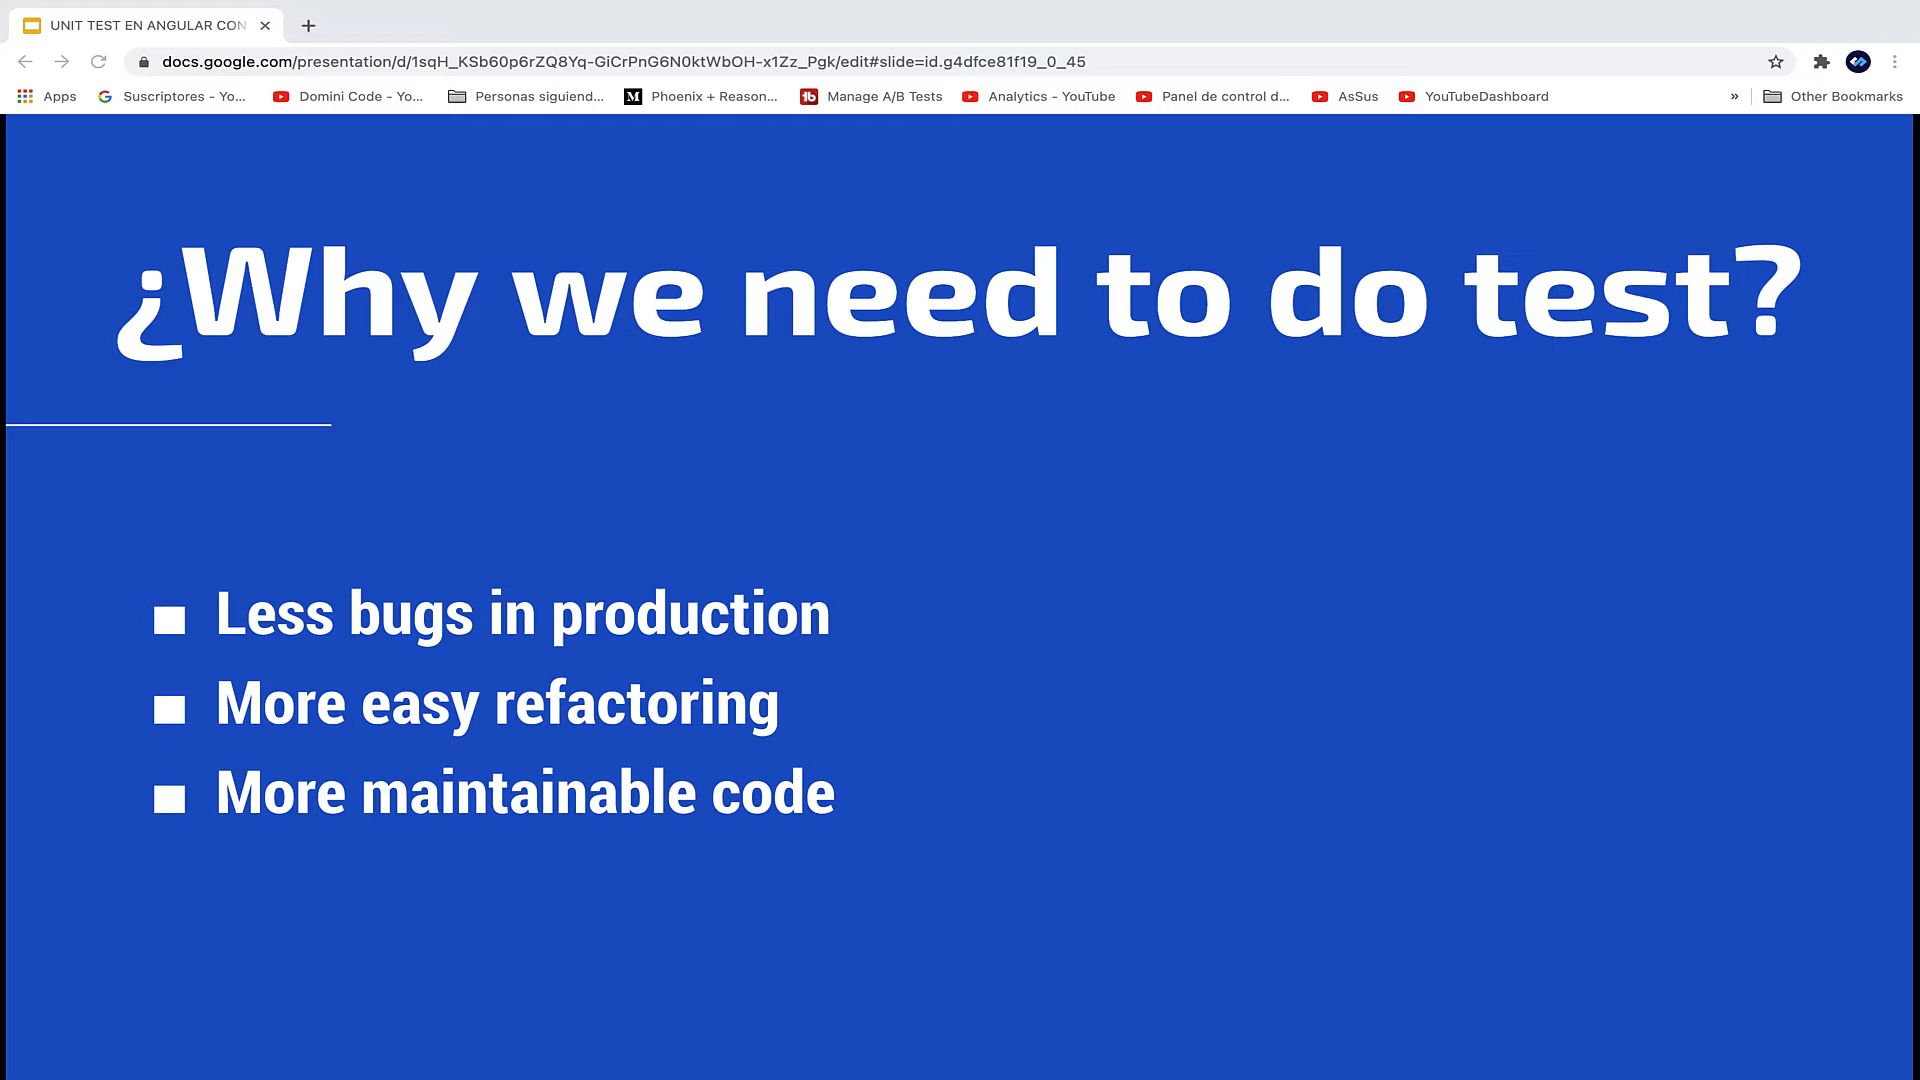 UNIT TEST EN ANGULAR CON
docs.google.com/presentation/d/1sqH_KSb60p6rZQ8Yq-GiCrPnG6N0ktWbOH-x1Zz_Pgk/edit#slide=id.g4dfce81f19_0_45
Apps Suscriptores - Yo... Domini Code - Yo... Personas siguiend... Phoenix + Reason... Manage A/B Tests Analytics - YouTube Panel de control d... AsSus YouTubeDashboard » Other Bookmarks
¿Why we need to do test?
Less bugs in production
More easy refactoring
More maintainable code